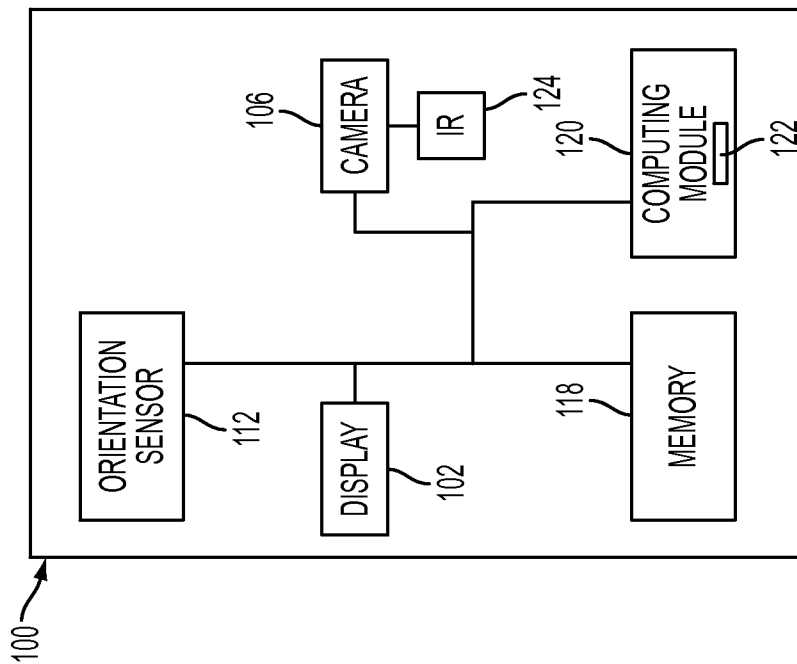 100
ORIENTATION
SENSOR
112
DISPLAY
102
MEMORY
118
106
CAMERA
IR
124
120
COMPUTING
MODULE
122